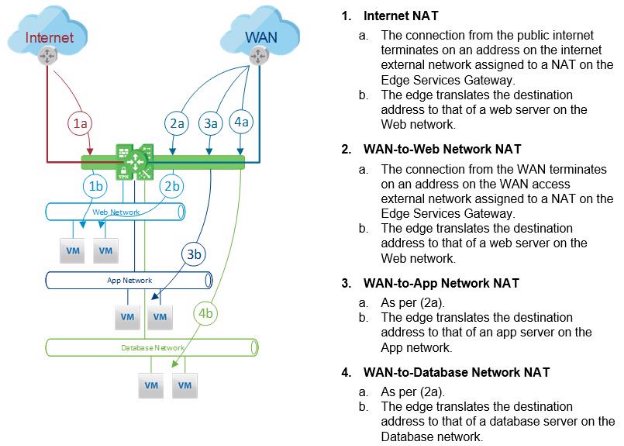 Internet
WAN
1a
2a
3a
4a
1b
2b
Web Network
VM
VM
3b
App Network
VM
VM
4b
Database Network
VM
VM
1. Internet NAT
a. The connection from the public internet
terminates on an address on the internet
external network assigned to a NAT on the
Edge Services Gateway.
b. The edge translates the destination
address to that of a web server on the
Web network.
2. WAN-to-Web Network NAT
a. The connection from the WAN terminates
on an address on the WAN access
external network assigned to a NAT on the
Edge Services Gateway.
b. The edge translates the destination
address to that of a web server on the
Web network.
3. WAN-to-App Network NAT
a. As per (2a).
b. The edge translates the destination
address to that of an app server on the
App network.
4. WAN-to-Database Network NAT
a. As per (2a).
b. The edge translates the destination
address to that of a database server on the
Database network.